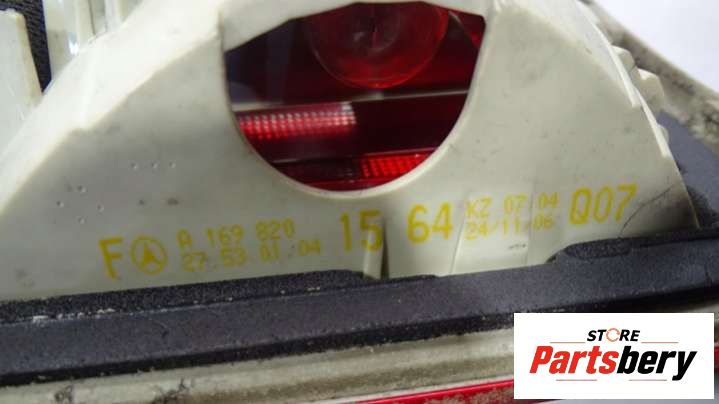 F A 169 820 15 64 KZ 07 04 Q07
27.53.01.04 24/11/06
STORE
Partsbery